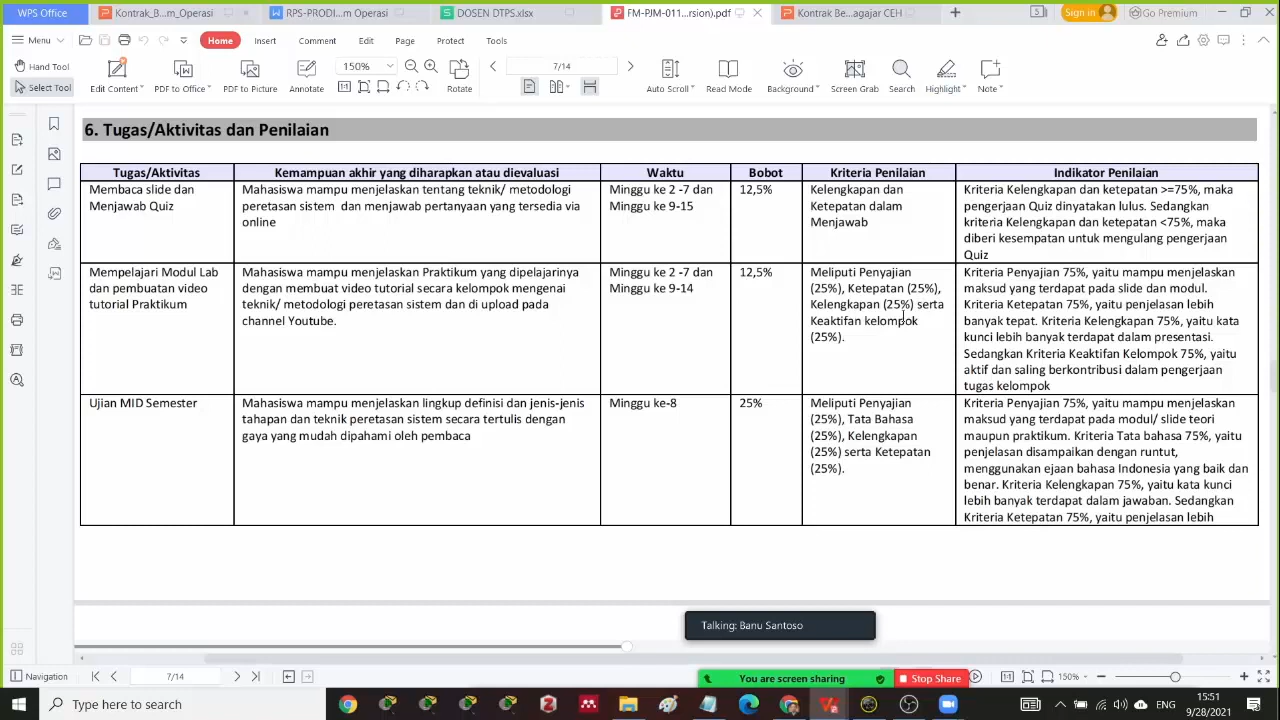 WPS Office
Kontrak_B...m_Operasi
RPS-PRODI...m Operasi
DOSEN DTPS.xlsx
FM-PJM-011...rsion).pdf
Kontrak Be...agajar CEH
Sign in
Go Premium
Menu
Home
Insert
Comment
Edit
Page
Protect
Tools
Hand Tool
Select Tool
150%
7/14
Edit Content
PDF to Office
PDF to Picture
Annotate
Rotate
Auto Scroll
Read Mode
Background
Screen Grab
Search
Highlight
Note
6. Tugas/Aktivitas dan Penilaian
Tugas/Aktivitas
Kemampuan akhir yang diharapkan atau dievaluasi
Waktu
Bobot
Kriteria Penilaian
Indikator Penilaian
Membaca slide dan
Menjawab Quiz
Mahasiswa mampu menjelaskan tentang teknik/ metodologi
peretasan sistem dan menjawab pertanyaan yang tersedia via
online
Minggu ke 2 -7 dan
Minggu ke 9-15
12,5%
Kelengkapan dan
Ketepatan dalam
Menjawab
Kriteria Kelengkapan dan ketepatan >=75%, maka
pengerjaan Quiz dinyatakan lulus. Sedangkan
kriteria Kelengkapan dan ketepatan <75%, maka
diberi kesempatan untuk mengulang pengerjaan
Quiz
Mempelajari Modul Lab
dan pembuatan video
tutorial Praktikum
Mahasiswa mampu menjelaskan Praktikum yang dipelajarinya
dengan membuat video tutorial secara kelompok mengenai
teknik/ metodologi peretasan sistem dan di upload pada
channel Youtube.
Minggu ke 2 -7 dan
Minggu ke 9-14
12,5%
Meliputi Penyajian
(25%), Ketepatan (25%),
Kelengkapan (25%) serta
Keaktifan kelompok
(25%).
Kriteria Penyajian 75%, yaitu mampu menjelaskan
maksud yang terdapat pada slide dan modul.
Kriteria Ketepatan 75%, yaitu penjelasan lebih
banyak tepat. Kriteria Kelengkapan 75%, yaitu kata
kunci lebih banyak terdapat dalam presentasi.
Sedangkan Kriteria Keaktifan Kelompok 75%, yaitu
aktif dan saling berkontribusi dalam pengerjaan
tugas kelompok
Ujian MID Semester
Mahasiswa mampu menjelaskan lingkup definisi dan jenis-jenis
tahapan dan teknik peretasan sistem secara tertulis dengan
gaya yang mudah dipahami oleh pembaca
Minggu ke-8
25%
Meliputi Penyajian
(25%), Tata Bahasa
(25%), Kelengkapan
(25%) serta Ketepatan
(25%).
Kriteria Penyajian 75%, yaitu mampu menjelaskan
maksud yang terdapat pada modul/ slide teori
maupun praktikum. Kriteria Tata bahasa 75%, yaitu
penjelasan disampaikan dengan runtut,
menggunakan ejaan bahasa Indonesia yang baik dan
benar. Kriteria Kelengkapan 75%, yaitu kata kunci
lebih banyak terdapat dalam jawaban. Sedangkan
Kriteria Ketepatan 75%, yaitu penjelasan lebih
Talking: Banu Santoso
Navigation
7/14
You are screen sharing
Stop Share
150%
Type here to search
ENG
15:51
9/28/2021